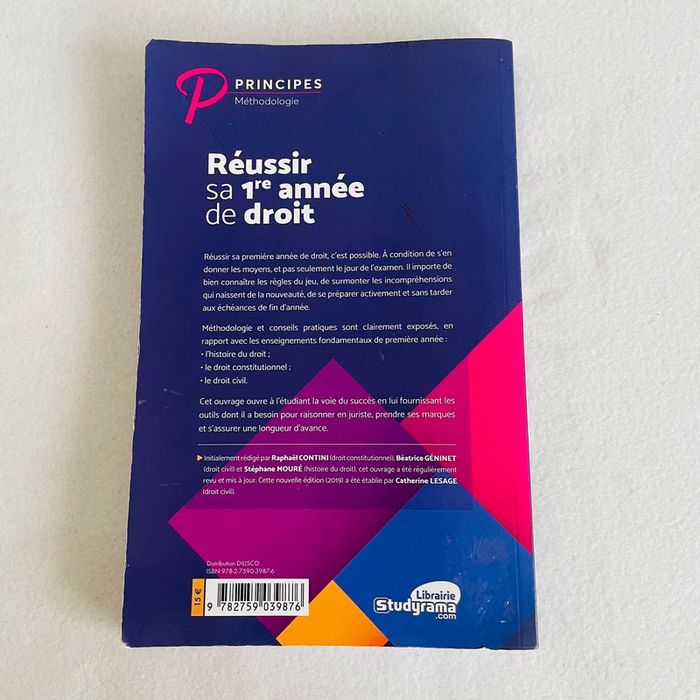 PRINCIPES
Méthodologie
Réussir
sa 1re année
de droit
Réussir sa première année de droit, c'est possible. À condition de s'en
donner les moyens, et pas seulement le jour de l'examen. Il importe de
bien connaître les règles du jeu, de surmonter les incompréhensions
qui naissent de la nouveauté, de se préparer activement et sans tarder
aux échéances de fin d'année.
Méthodologie et conseils pratiques sont clairement exposés, en
rapport avec les enseignements fondamentaux de première année :
• l'histoire du droit ;
• le droit constitutionnel ;
• le droit civil.
Cet ouvrage ouvre à l'étudiant la voie du succès en lui fournissant les
outils dont il a besoin pour raisonner en juriste, prendre ses marques
et s'assurer une longueur d'avance.
Initialement rédigé par Raphaël CONTINI (droit constitutionnel), Béatrice GÉNINET
(droit civil) et Stéphane MOURÉ (histoire du droit), cet ouvrage a été régulièrement
revu et mis à jour. Cette nouvelle édition (2019) a été établie par Catherine LESAGE
(droit civil).
Distribution DILISCO
ISBN 978-2-7590-3987-6
15 €
9 782759 039876
Librairie
Studyrama
.com